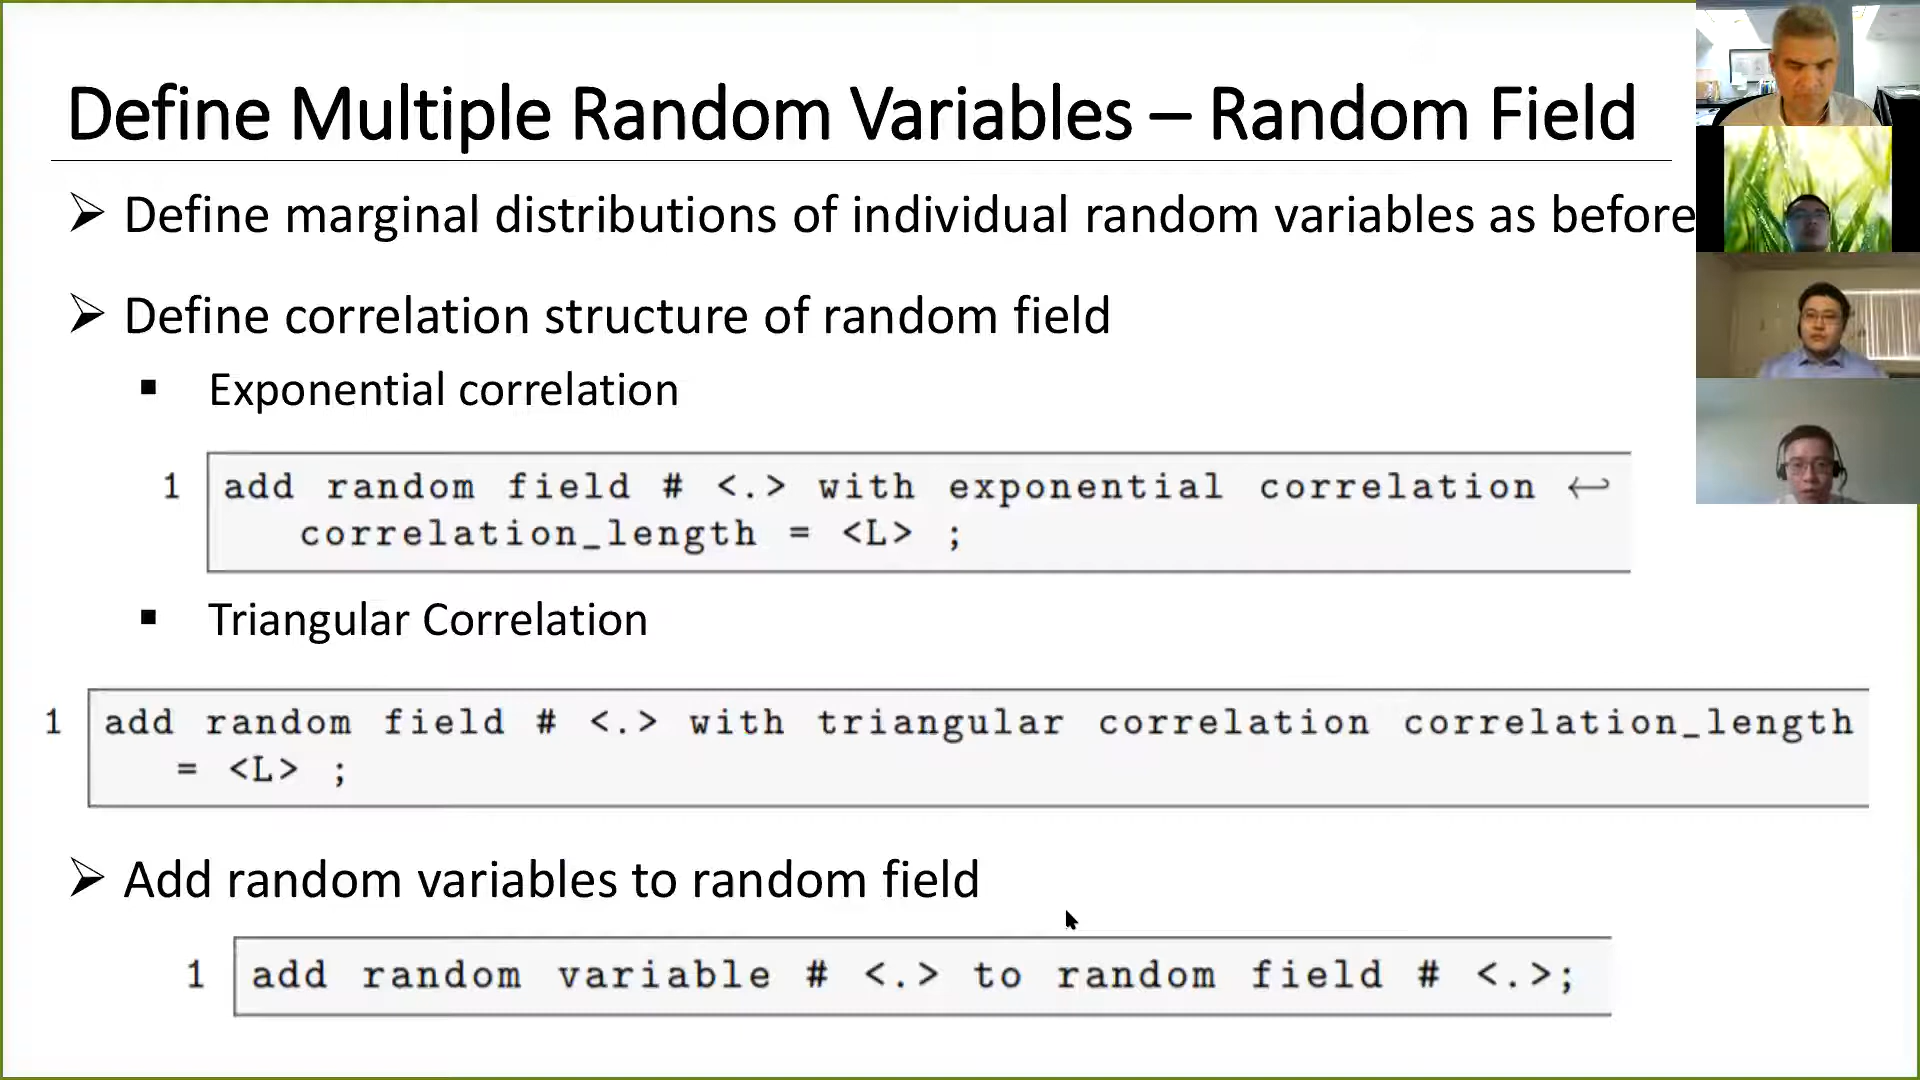 Define Multiple Random Variables – Random Field
➢ Define marginal distributions of individual random variables as before
➢ Define correlation structure of random field
▪ Exponential correlation
1 add random field # <.> with exponential correlation ↩
correlation_length = <L> ;
▪ Triangular Correlation
1 add random field # <.> with triangular correlation correlation_length
= <L> ;
➢ Add random variables to random field
1 add random variable # <.> to random field # <.>;